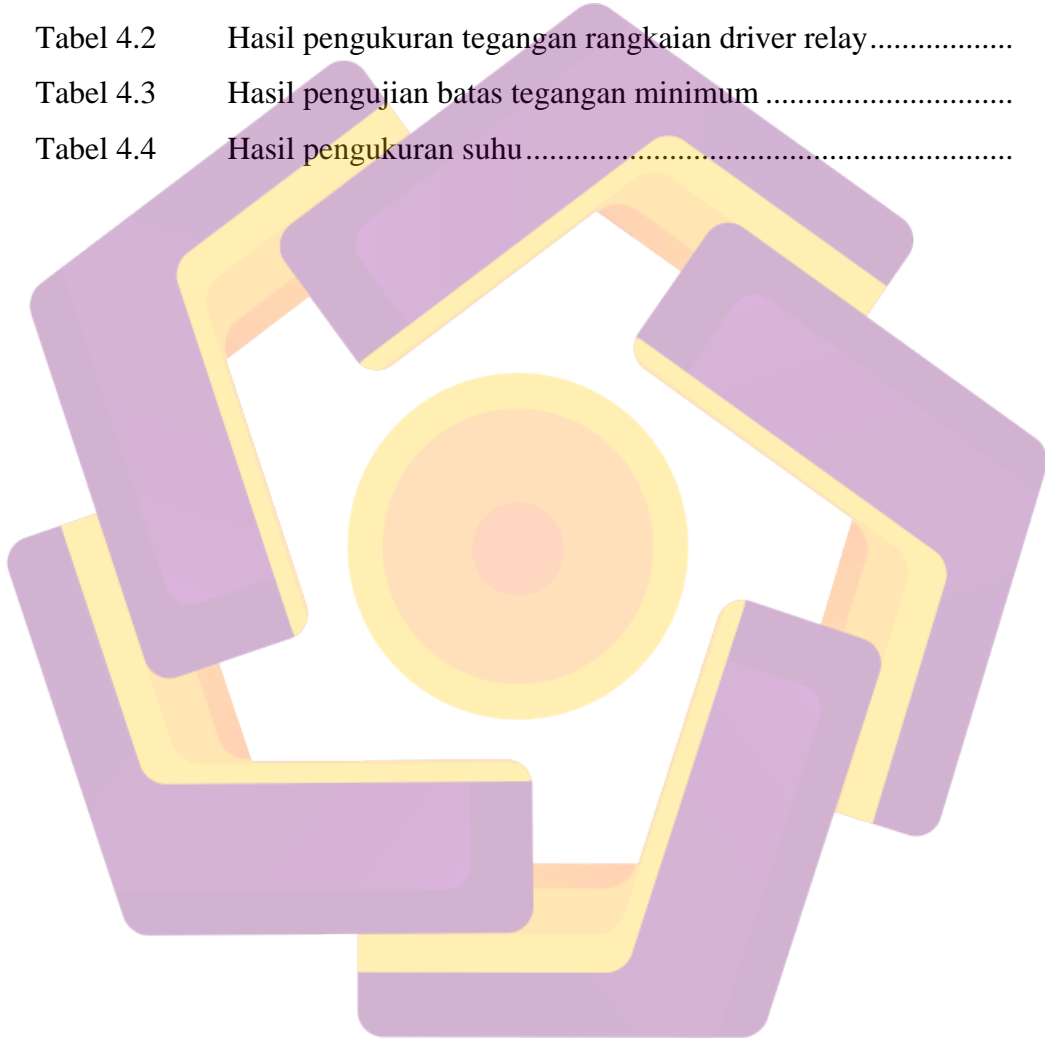 Tabel 4.2 Hasil pengukuran tegangan rangkaian driver relay..................
Tabel 4.3 Hasil pengujian batas tegangan minimum ...............................
Tabel 4.4 Hasil pengukuran suhu.............................................................